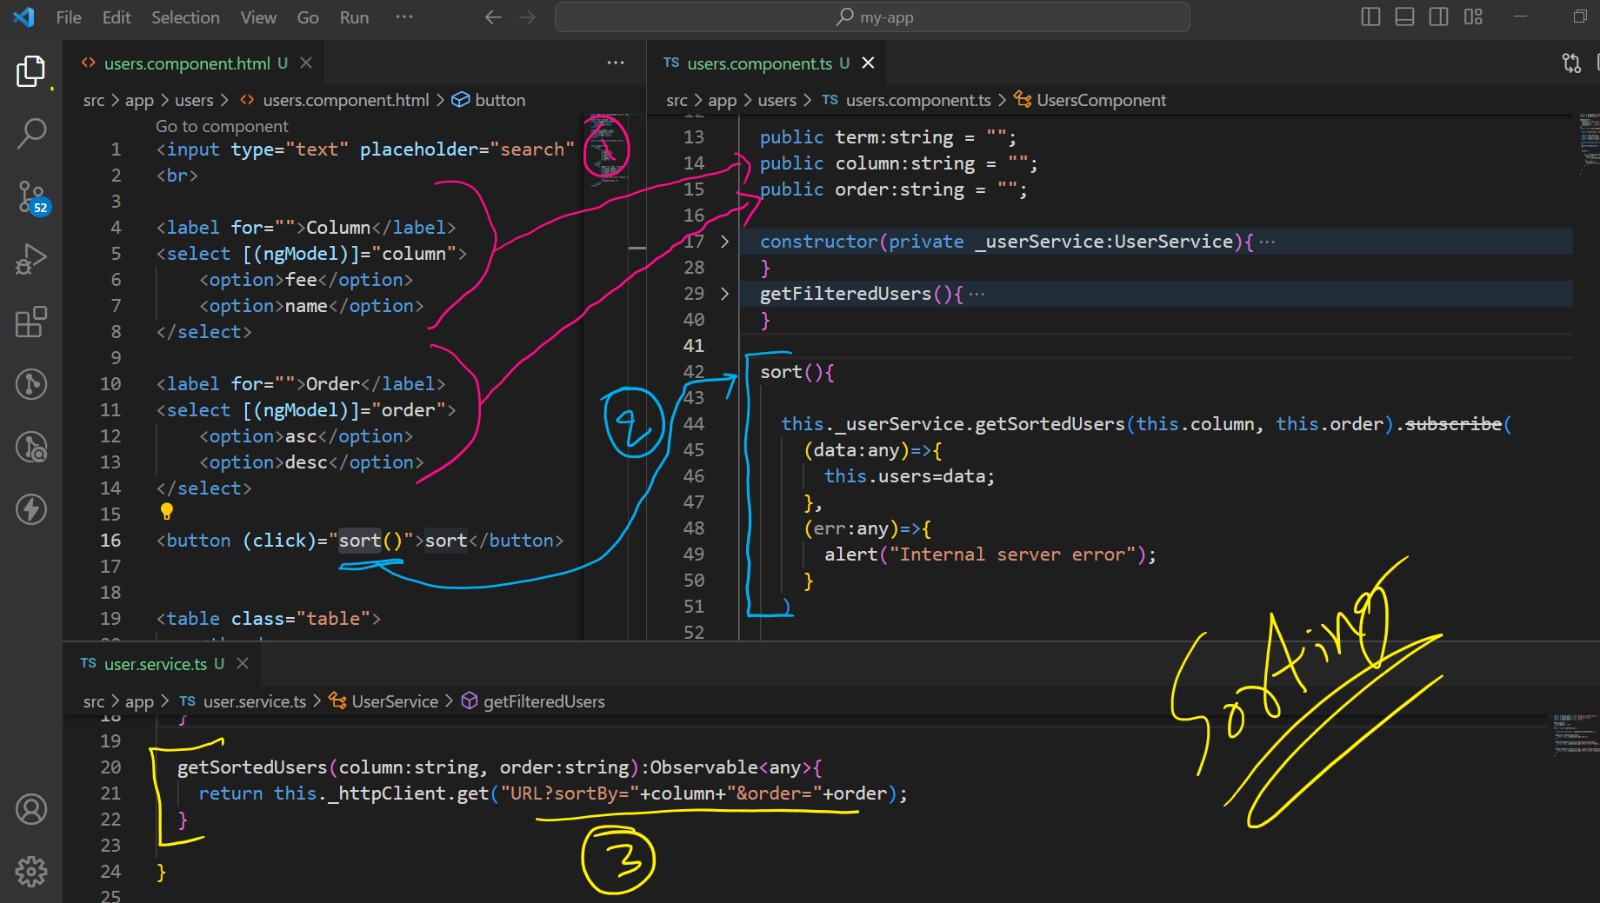 File Edit Selection View Go Run ··· my-app
users.component.html U
Go to component
src > app > users > users.component.html > button
1 <input type="text" placeholder="search"
2 <br>
3
4 <label for="">Column</label>
5 <select [(ngModel)]="column">
6 <option>fee</option>
7 <option>name</option>
8 </select>
9
10 <label for="">Order</label>
11 <select [(ngModel)]="order">
12 <option>asc</option>
13 <option>desc</option>
14 </select>
15
16 <button (click)="sort()">sort</button>
17
18
19 <table class="table">
1
2
52
TS users.component.ts U
src > app > users > TS users.component.ts > UsersComponent
12
13 public term:string = "";
14 public column:string = "";
15 public order:string = "";
16
17 constructor(private _userService:UserService){ ···
28 }
29 getFilteredUsers(){ ···
40 }
41
42 sort(){
43
44 this._userService.getSortedUsers(this.column, this.order).subscribe(
45 (data:any)=>{
46 this.users=data;
47 },
48 (err:any)=>{
49 alert("Internal server error");
50 }
51 )
52
Sorting
TS user.service.ts U
src > app > TS user.service.ts > UserService > getFilteredUsers
18 }
19
20 getSortedUsers(column:string, order:string):Observable<any>{
21 return this._httpClient.get("URL?sortBy="+column+"&order="+order);
22 }
23
24 }
25
3